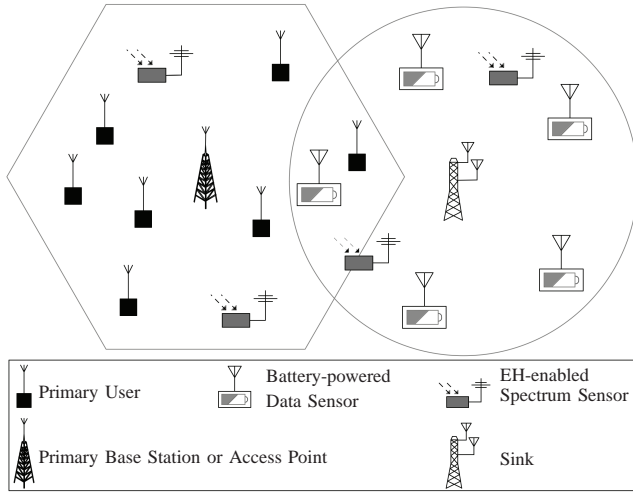 Primary User
Battery-powered
Data Sensor
EH-enabled
Spectrum Sensor
Primary Base Station or Access Point
Sink